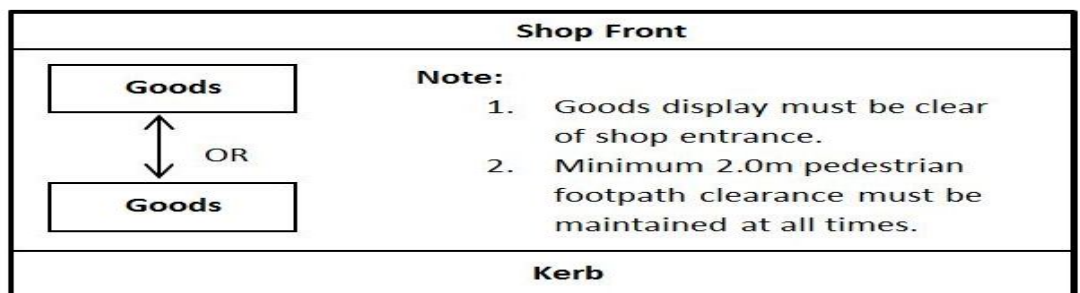 Shop Front
Goods
OR
Goods
Note:
1. Goods display must be clear
of shop entrance.
2. Minimum 2.0m pedestrian
footpath clearance must be
maintained at all times.
Kerb